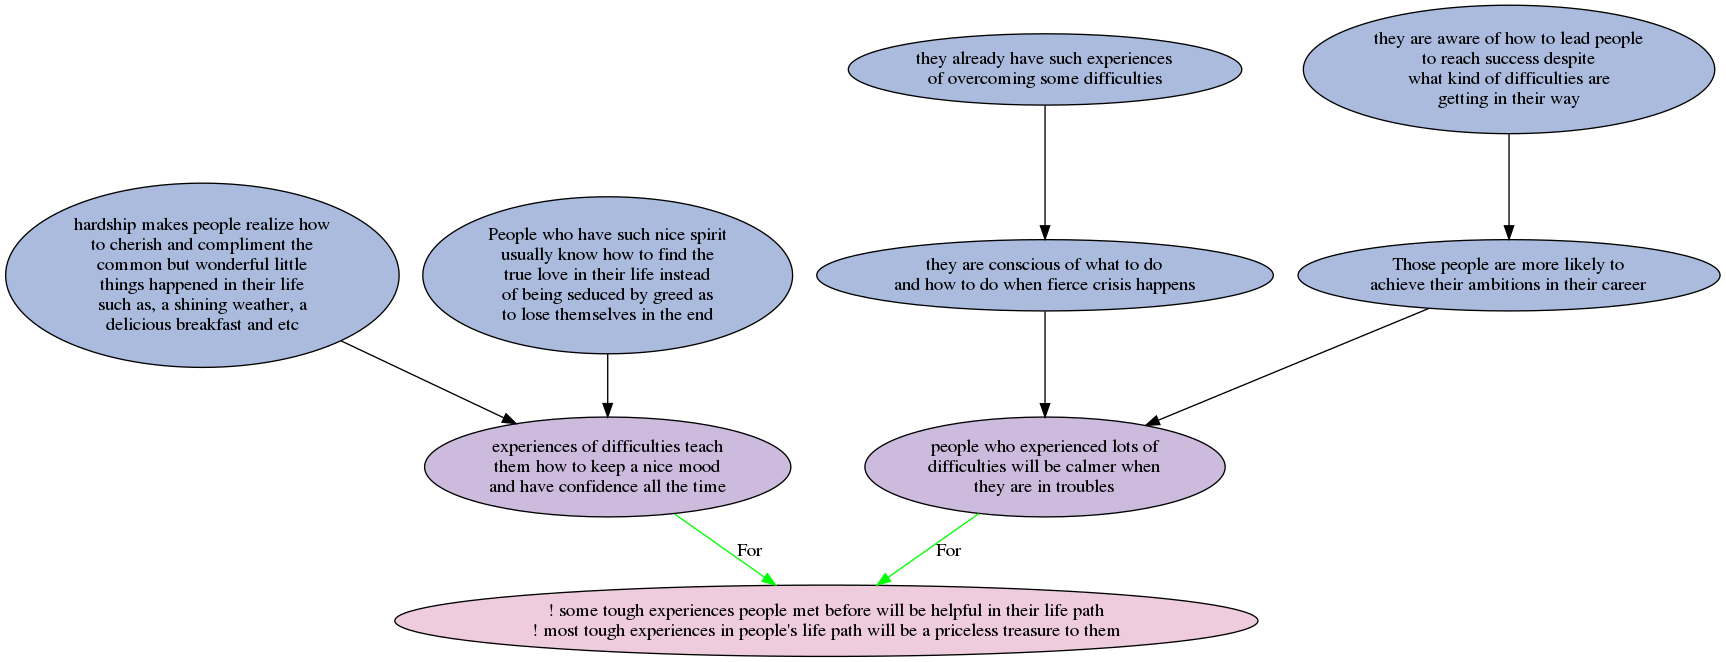 they already have such experiences
of overcoming some difficulties
they are aware of how to lead people
to reach success despite
what kind of difficulties are
getting in their way
hardship makes people realize how
to cherish and compliment the
common but wonderful little
things happened in their life
such as, a shining weather, a
delicious breakfast and etc
People who have such nice spirit
usually know how to find the
true love in their life instead
of being seduced by greed as
to lose themselves in the end
they are conscious of what to do
and how to do when fierce crisis happens
Those people are more likely to
achieve their ambitions in their career
experiences of difficulties teach
them how to keep a nice mood
and have confidence all the time
people who experienced lots of
difficulties will be calmer when
they are in troubles
For
For
! some tough experiences people met before will be helpful in their life path
! most tough experiences in people's life path will be a priceless treasure to them